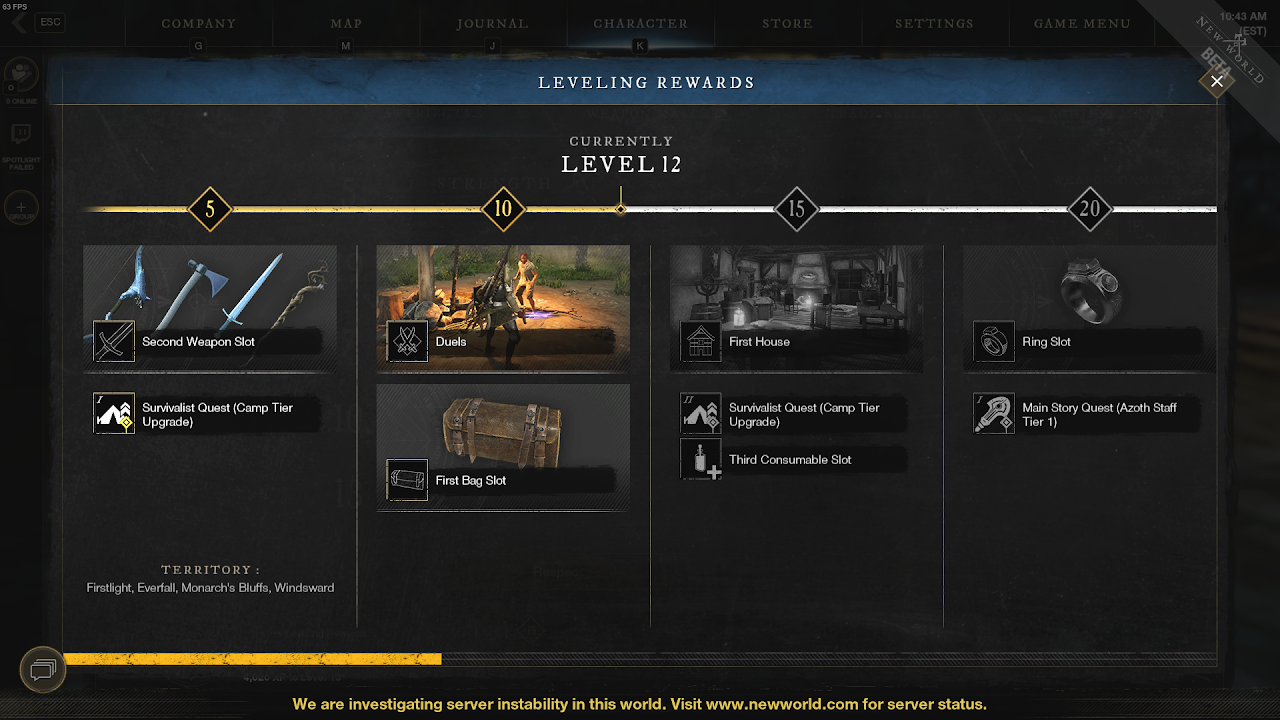 63 FPS
ESC
COMPANY
MAP
JOURNAL
CHARACTER
STORE
SETTINGS
GAME MENU
10:43 AM
(EST)
G
M
J
K
NEW WORLD
BETA
LEVELING REWARDS
0 ONLINE
SPOTLIGHT
FAILED
GROUP
CURRENTLY
LEVEL 12
STRENGTH
5
10
15
20
Second Weapon Slot
Duels
First House
Ring Slot
I
Survivalist Quest (Camp Tier
Upgrade)
First Bag Slot
II
Survivalist Quest (Camp Tier
Upgrade)
Third Consumable Slot
I
Main Story Quest (Azoth Staff
Tier 1)
TERRITORY :
Firstlight, Everfall, Monarch's Bluffs, Windsward
We are investigating server instability in this world. Visit www.newworld.com for server status.